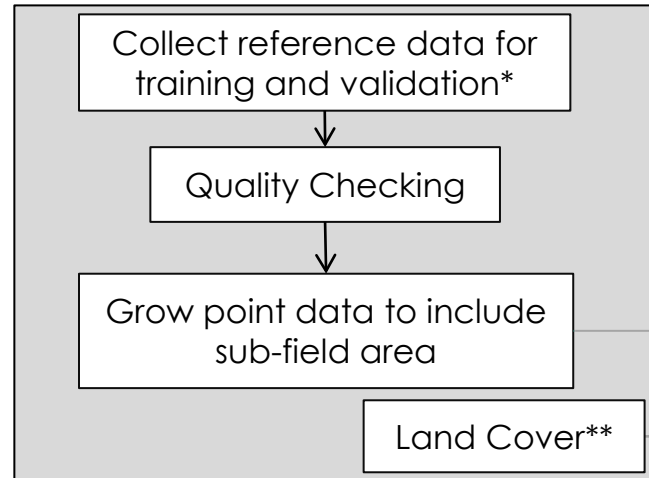 Collect reference data for
training and validation*
Quality Checking
Grow point data to include
sub-field area
Land Cover**